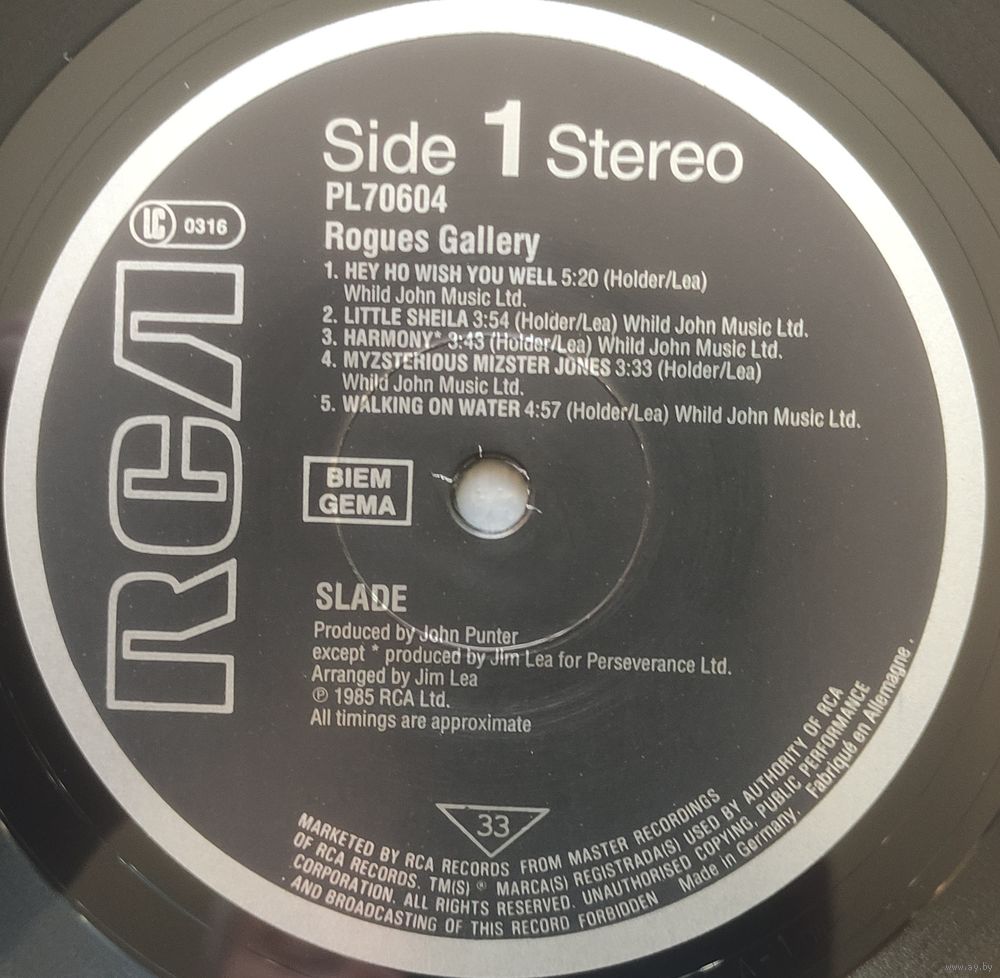 Side 1 Stereo
PL70604
LC 0316
Rogues Gallery
1. HEY HO WISH YOU WELL 5:20 (Holder/Lea)
Whild John Music Ltd.
2. LITTLE SHEILA 3:54 (Holder/Lea) Whild John Music Ltd.
3. HARMONY* 3:43 (Holder/Lea) Whild John Music Ltd.
4. MYZSTERIOUS MIZSTER JONES 3:33 (Holder/Lea)
Whild John Music Ltd.
5. WALKING ON WATER 4:57 (Holder/Lea) Whild John Music Ltd.
RCA
BIEM
GEMA
SLADE
Produced by John Punter
except * produced by Jim Lea for Perseverance Ltd.
Arranged by Jim Lea
℗ 1985 RCA Ltd.
All timings are approximate
33
MARKETED BY RCA RECORDS FROM MASTER RECORDINGS
OF RCA RECORDS. TM(S) ® MARCA(S) REGISTRADA(S) USED BY AUTHORITY OF RCA
CORPORATION. ALL RIGHTS RESERVED. UNAUTHORISED COPYING, PUBLIC PERFORMANCE
AND BROADCASTING OF THIS RECORD FORBIDDEN Made in Germany. Fabriqué en Allemagne.
www.ay.by